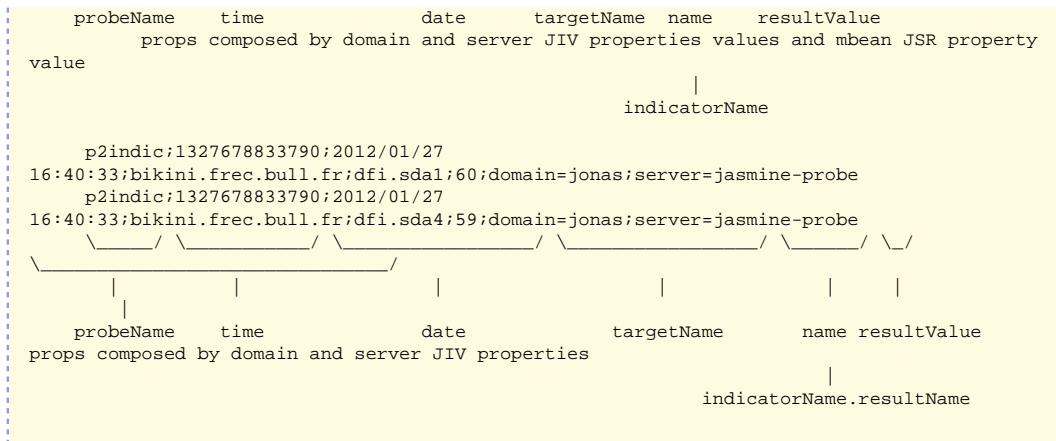 probeName    time                date       targetName  name    resultValue
props composed by domain and server JIV properties values and mbean JSR property
value
|
indicatorName
p2indic;1327678833790;2012/01/27
16:40:33;bikini.frec.bull.fr;dfi.sda1;60;domain=jonas;server=jasmine-probe
p2indic;1327678833790;2012/01/27
16:40:33;bikini.frec.bull.fr;dfi.sda4;59;domain=jonas;server=jasmine-probe
\_____/ \___________/ \_________________/ \_________________/ \______/ \_/
\_______________________________/
|          |                  |                    |               |     |
|
probeName    time                date              targetName        name resultValue
props composed by domain and server JIV properties
|
indicatorName.resultName